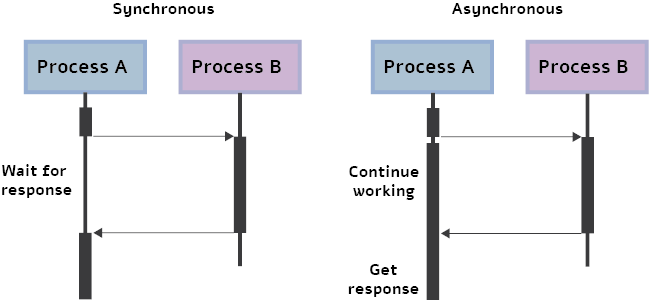 Synchronous
Process A
Process B
Wait for
response
Asynchronous
Process A
Process B
Continue
working
Get
response